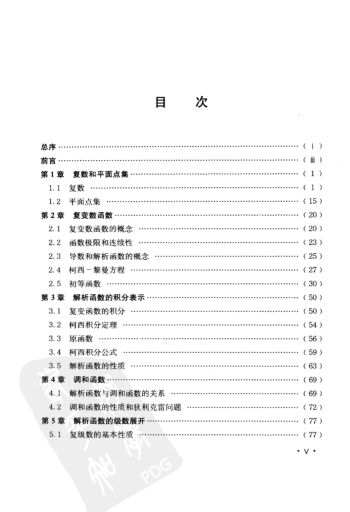 目 次
总序……………………………………………………( ⅰ )
前言……………………………………………………( ⅲ )
第 1 章 复数和平面点集………………………………( 1 )
1.1 复数 ………………………………………………( 1 )
1.2 平面点集 …………………………………………(15)
第 2 章 复变数函数……………………………………(20)
2.1 复变数函数的概念 ………………………………(20)
2.2 函数极限和连续性 ………………………………(23)
2.3 导数和解析函数的概念 …………………………(25)
2.4 柯西－黎曼方程 …………………………………(27)
2.5 初等函数 …………………………………………(30)
第 3 章 解析函数的积分表示…………………………(50)
3.1 复变函数的积分 …………………………………(50)
3.2 柯西积分定理 ……………………………………(54)
3.3 原函数 ……………………………………………(56)
3.4 柯西积分公式 ……………………………………(59)
3.5 解析函数的性质 …………………………………(63)
第 4 章 调和函数………………………………………(69)
4.1 解析函数与调和函数的关系 ……………………(69)
4.2 调和函数的性质和狄利克雷问题 ………………(72)
第 5 章 解析函数的级数展开…………………………(77)
5.1 复级数的基本性质 ………………………………(77)
PDG
· Ⅴ ·